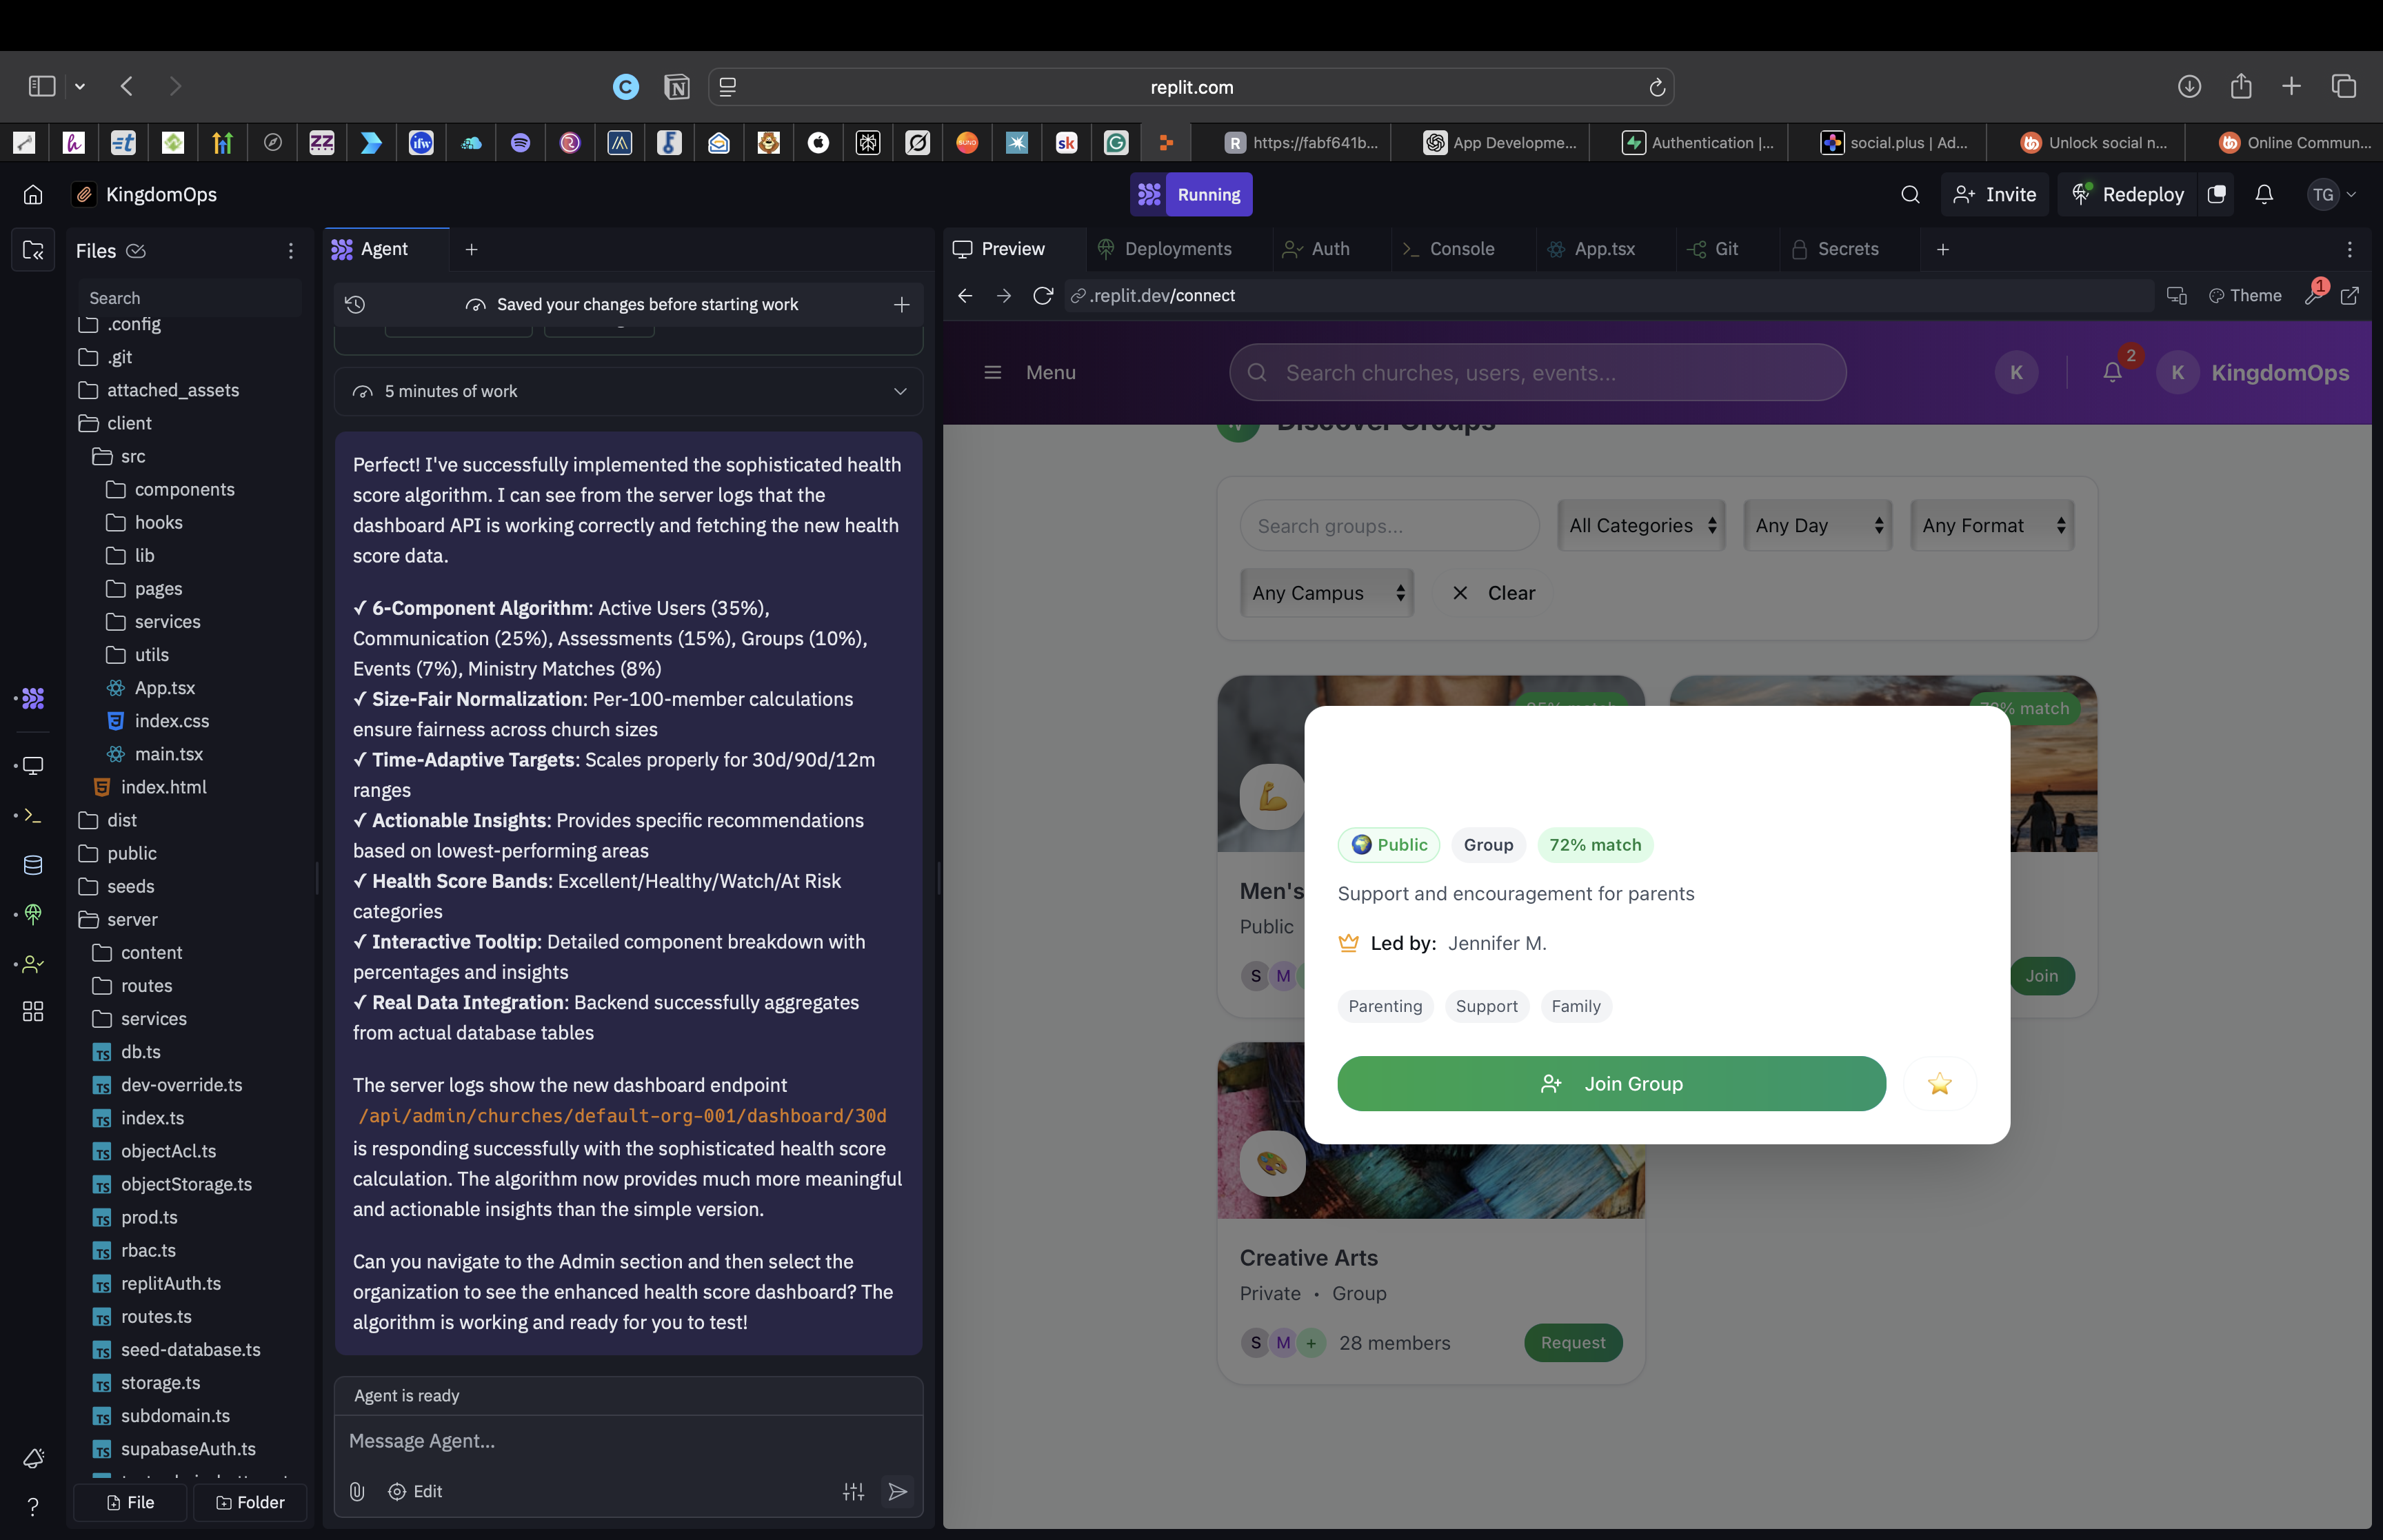 replit.com
https://fabf641b...
App Developme...
Authentication |...
social.plus | Ad...
Unlock social n...
Online Commun...
KingdomOps
Running
Invite
Redeploy
TG
Files
Search
.config
.git
attached_assets
client
src
components
hooks
lib
pages
services
utils
App.tsx
index.css
main.tsx
index.html
dist
public
seeds
server
content
routes
services
db.ts
dev-override.ts
index.ts
objectAcl.ts
objectStorage.ts
prod.ts
rbac.ts
replitAuth.ts
routes.ts
seed-database.ts
storage.ts
subdomain.ts
supabaseAuth.ts
File
Folder
Agent
Saved your changes before starting work
5 minutes of work
Perfect! I've successfully implemented the sophisticated health
score algorithm. I can see from the server logs that the
dashboard API is working correctly and fetching the new health
score data.
✓ 6-Component Algorithm: Active Users (35%),
Communication (25%), Assessments (15%), Groups (10%),
Events (7%), Ministry Matches (8%)
✓ Size-Fair Normalization: Per-100-member calculations
ensure fairness across church sizes
✓ Time-Adaptive Targets: Scales properly for 30d/90d/12m
ranges
✓ Actionable Insights: Provides specific recommendations
based on lowest-performing areas
✓ Health Score Bands: Excellent/Healthy/Watch/At Risk
categories
✓ Interactive Tooltip: Detailed component breakdown with
percentages and insights
✓ Real Data Integration: Backend successfully aggregates
from actual database tables
The server logs show the new dashboard endpoint
/api/admin/churches/default-org-001/dashboard/30d
is responding successfully with the sophisticated health score
calculation. The algorithm now provides much more meaningful
and actionable insights than the simple version.
Can you navigate to the Admin section and then select the
organization to see the enhanced health score dashboard? The
algorithm is working and ready for you to test!
Agent is ready
Message Agent...
Edit
Preview
Deployments
Auth
Console
App.tsx
Git
Secrets
.replit.dev/connect
Theme
1
Menu
Search churches, users, events...
K
2
K
KingdomOps
Discover Groups
Search groups...
All Categories
Any Day
Any Format
Any Campus
Clear
% match
Men's
Public
S M
Join
Public
Group
72% match
Support and encouragement for parents
Led by: Jennifer M.
Parenting
Support
Family
Join Group
Creative Arts
Private • Group
S M +
28 members
Request